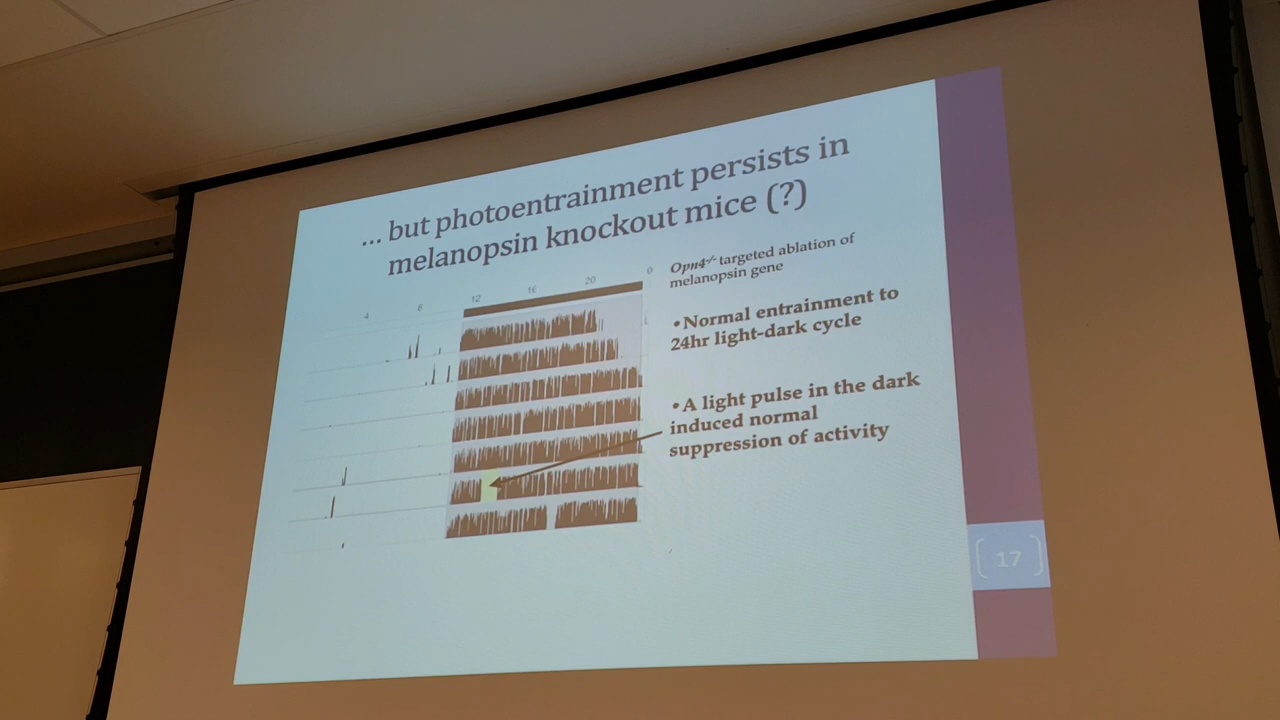 ... but photoentrainment persists in
melanopsin knockout mice (?)
4 8 12 16 20 0
Opn4-/- targeted ablation of
melanopsin gene
•Normal entrainment to
24hr light-dark cycle
•A light pulse in the dark
induced normal
suppression of activity
17